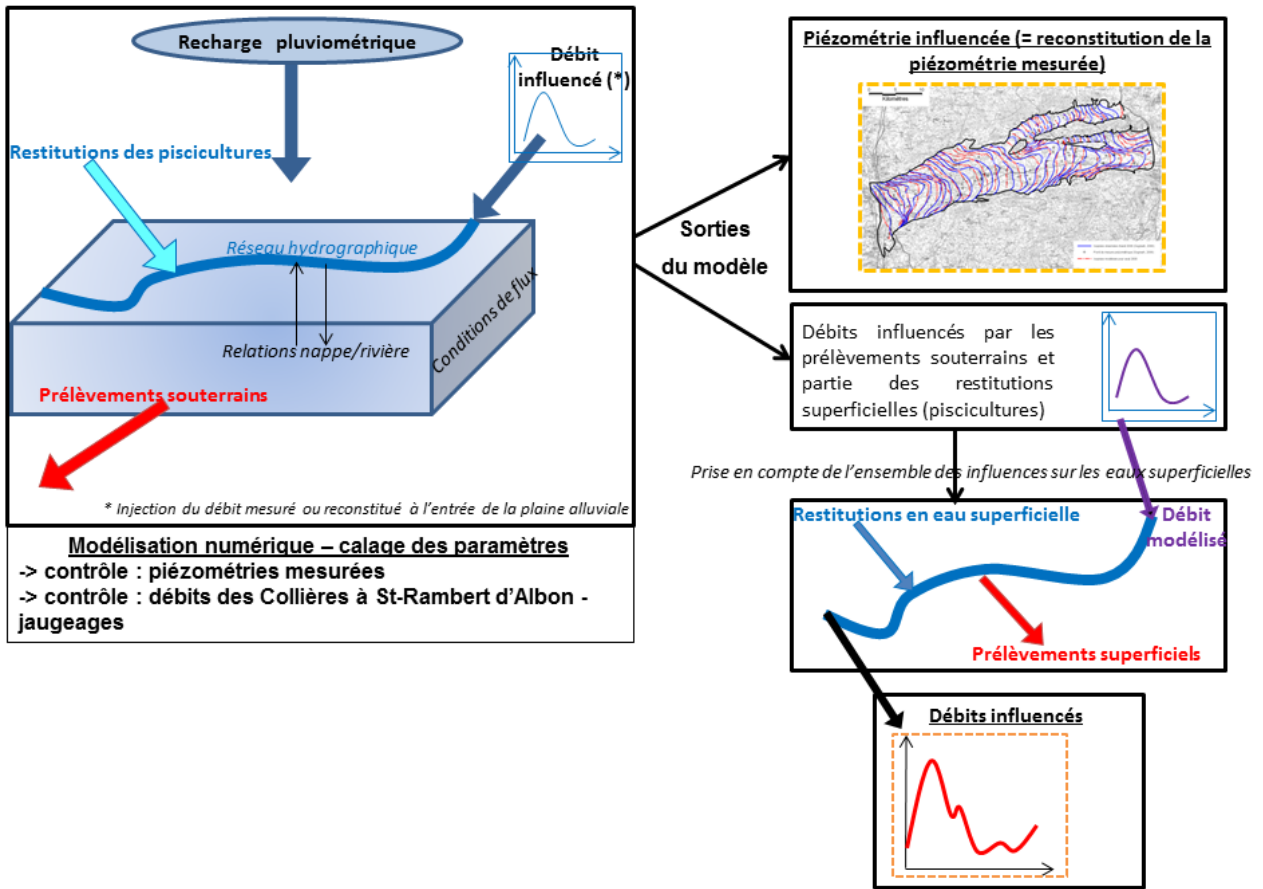 Recharge pluviométrique
Débit
influencé (*)
Restitutions des piscicultures
Réseau hydrographique
Relations nappe/rivière
Conditions de flux
Prélèvements souterrains
* Injection du débit mesuré ou reconstitué à l'entrée de la plaine alluviale
Modélisation numérique – calage des paramètres
-> contrôle : piézométries mesurées
-> contrôle : débits des Collières à St-Rambert d'Albon -
jaugeages
Sorties
du modèle
Piézométrie influencée (= reconstitution de la
piézométrie mesurée)
Kilomètres
Débits influencés par les
prélèvements souterrains et
partie des restitutions
superficielles (piscicultures)
Prise en compte de l'ensemble des influences sur les eaux superficielles
Restitutions en eau superficielle
Débit
modélisé
Prélèvements superficiels
Débits influencés